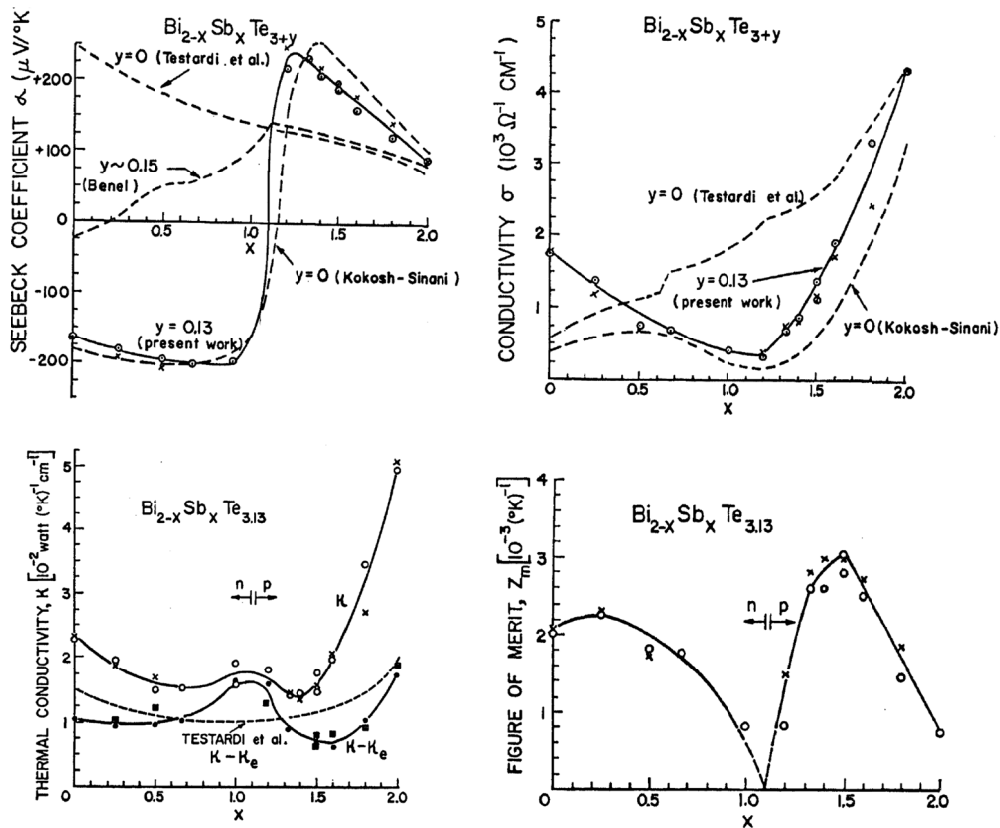 Bi2-xSbxTe3+y
SEEBECK COEFFICIENT α (μV/°K)
+200
+100
0
-100
-200
y=0 (Testardi et al.)
y~0.15
(Benel)
y=0 (Kokosh-Sinani)
y = 0.13
(present work)
0.5
1.0
1.5
2.0
X
Bi2-xSbxTe3+y
CONDUCTIVITY σ (10³ Ω⁻¹ CM⁻¹)
5
4
3
2
1
0
y=0 (Testardi et al.)
y=0.13
(present work)
y=0(Kokosh-Sinani)
0
0.5
1.0
1.5
2.0
X
Bi2-xSbxTe3.13
THERMAL CONDUCTIVITY, K [10⁻² watt (°K)⁻¹cm⁻¹]
5
4
3
2
1
0
n p
K
TESTARDI et al.
K-Ke
K-Ke
0
0.5
1.0
1.5
2.0
X
Bi2-xSbxTe3.13
FIGURE OF MERIT, Zm[10⁻³ (°K)⁻¹]
4
3
2
1
0
n p
0
0.5
1.0
1.5
2.0
X